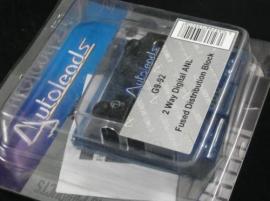 Autoleads
Autoleads
G9-92
2 Way Digital ANL
Fused Distribution Block